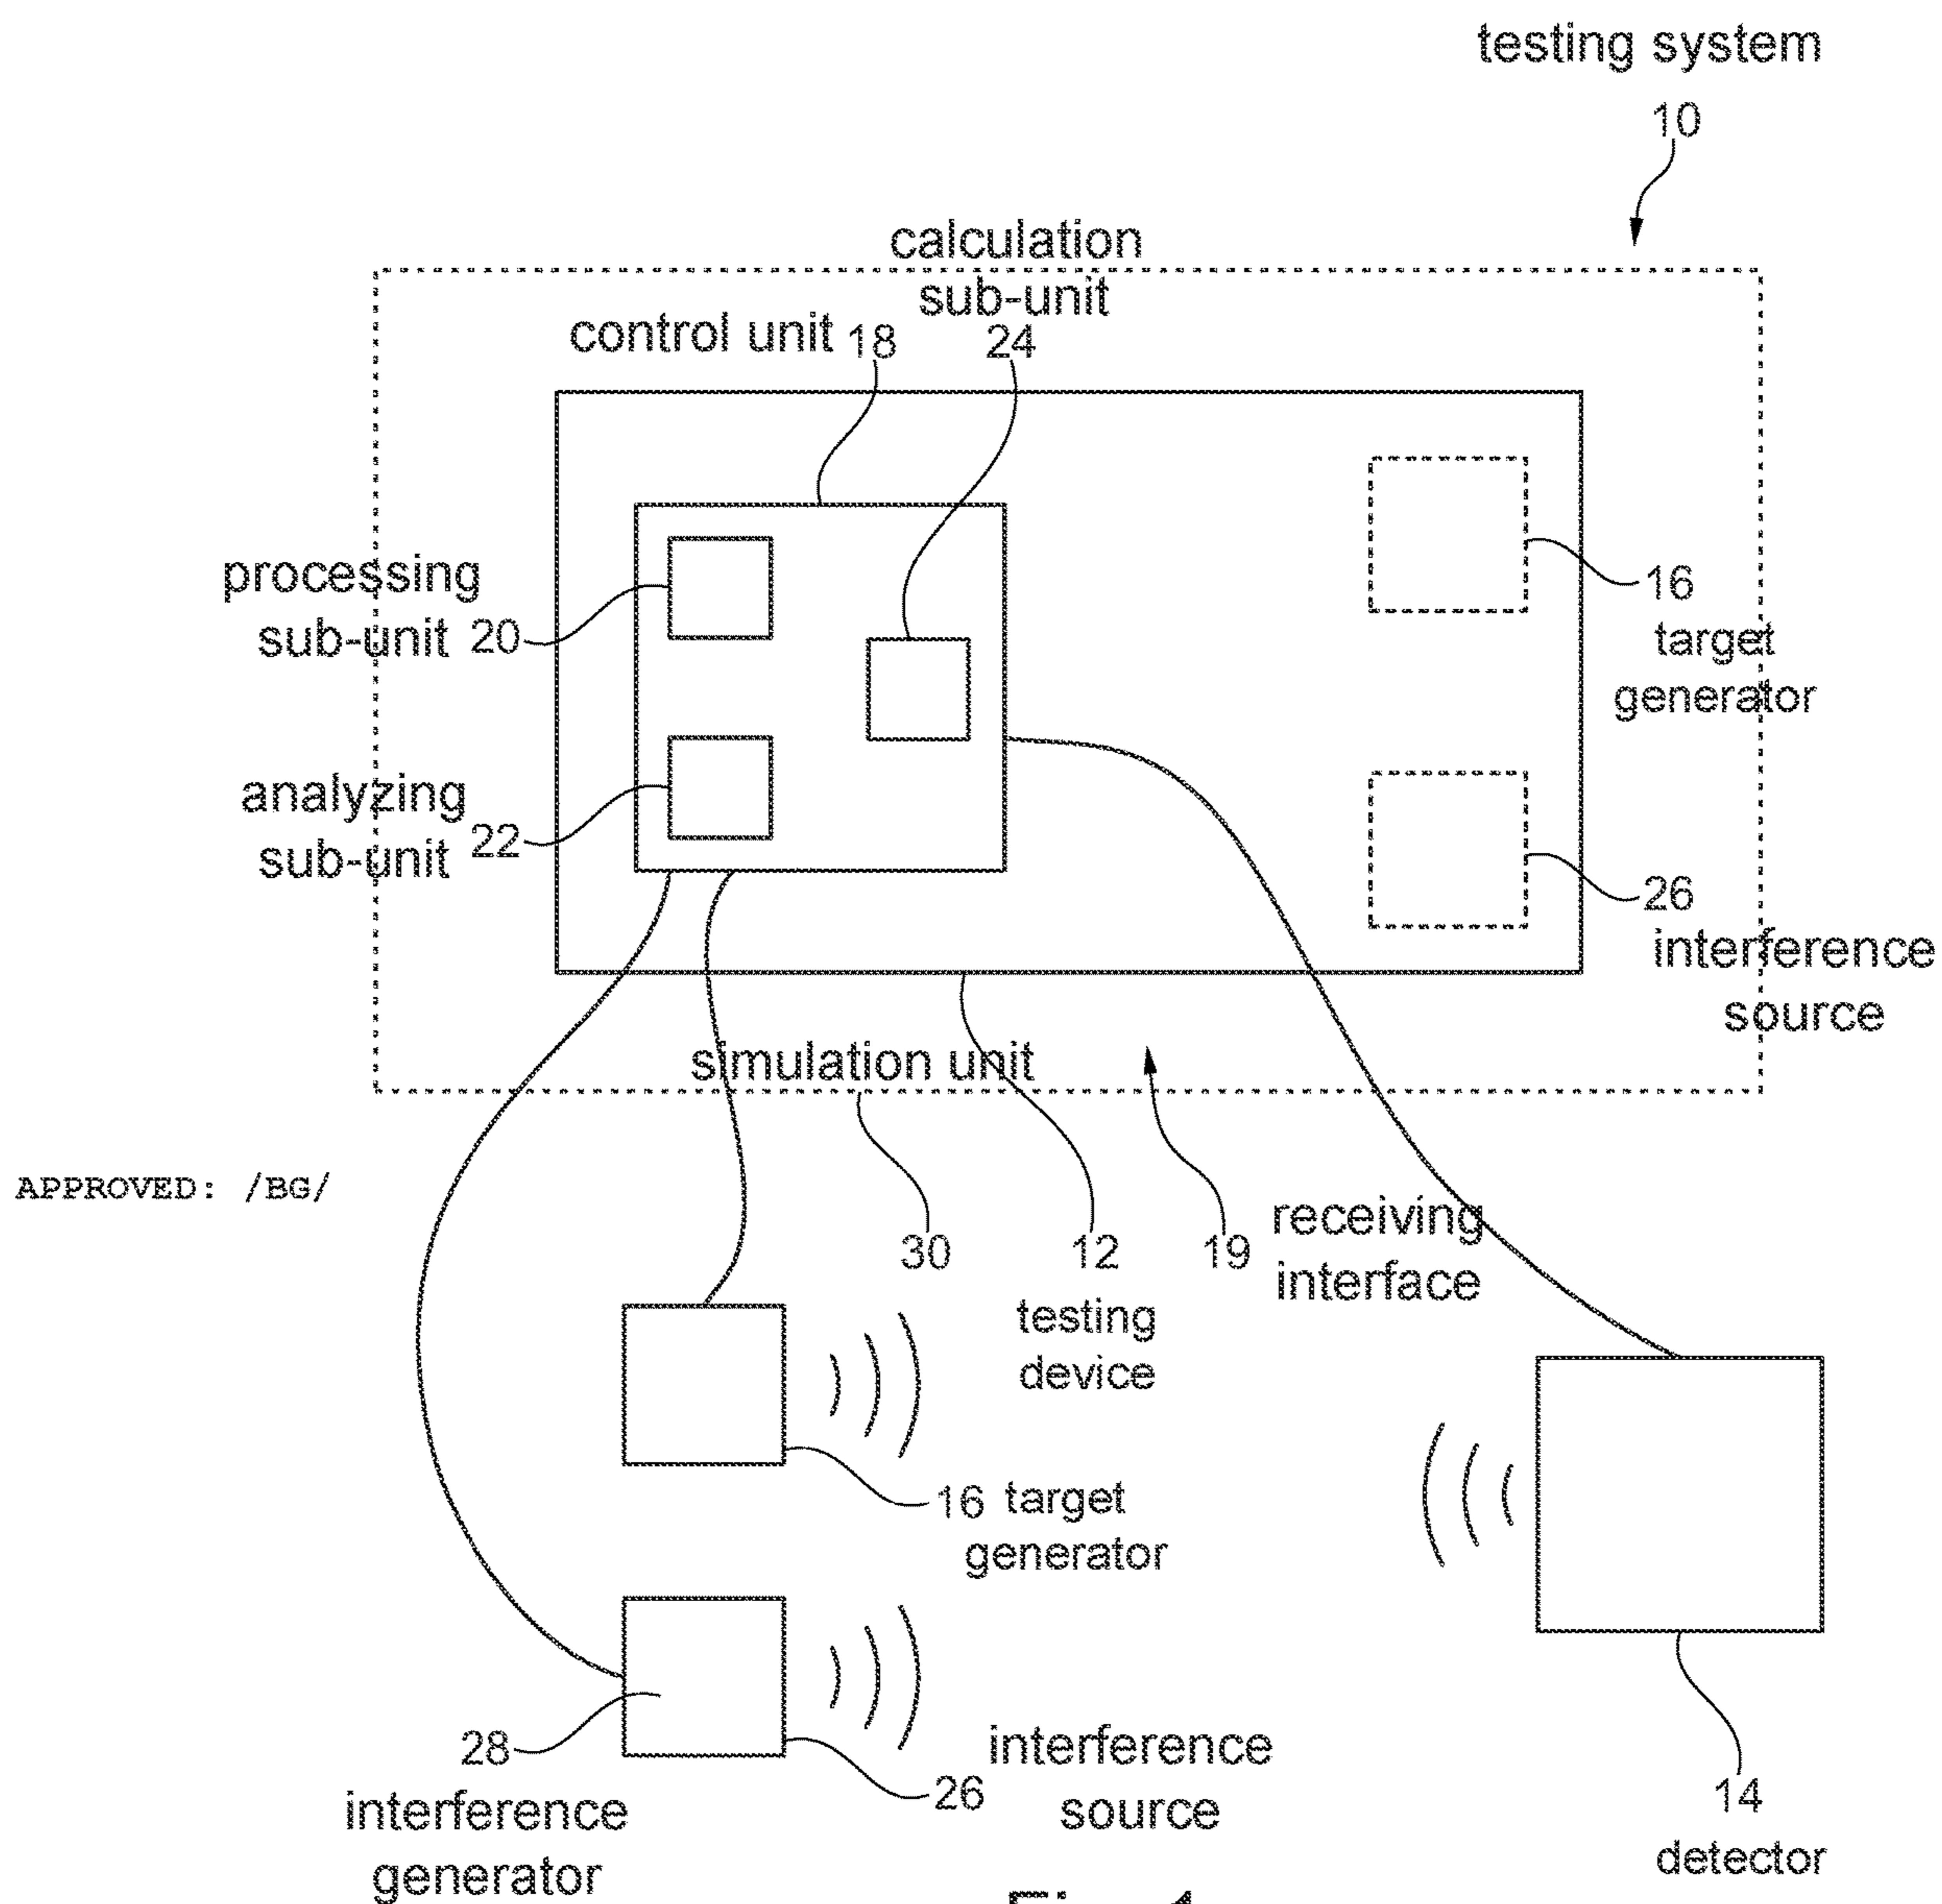 testing system
10
calculation
sub-unit
control unit 18
24
processing
sub-unit 20
16
target
generator
analyzing
sub-unit 22
26
interference
source
simulation unit
APPROVED: /BG/
30
12
19
receiving
interface
testing
device
16 target
generator
28
interference
generator
26
interference
source
14
detector
Fig. 1